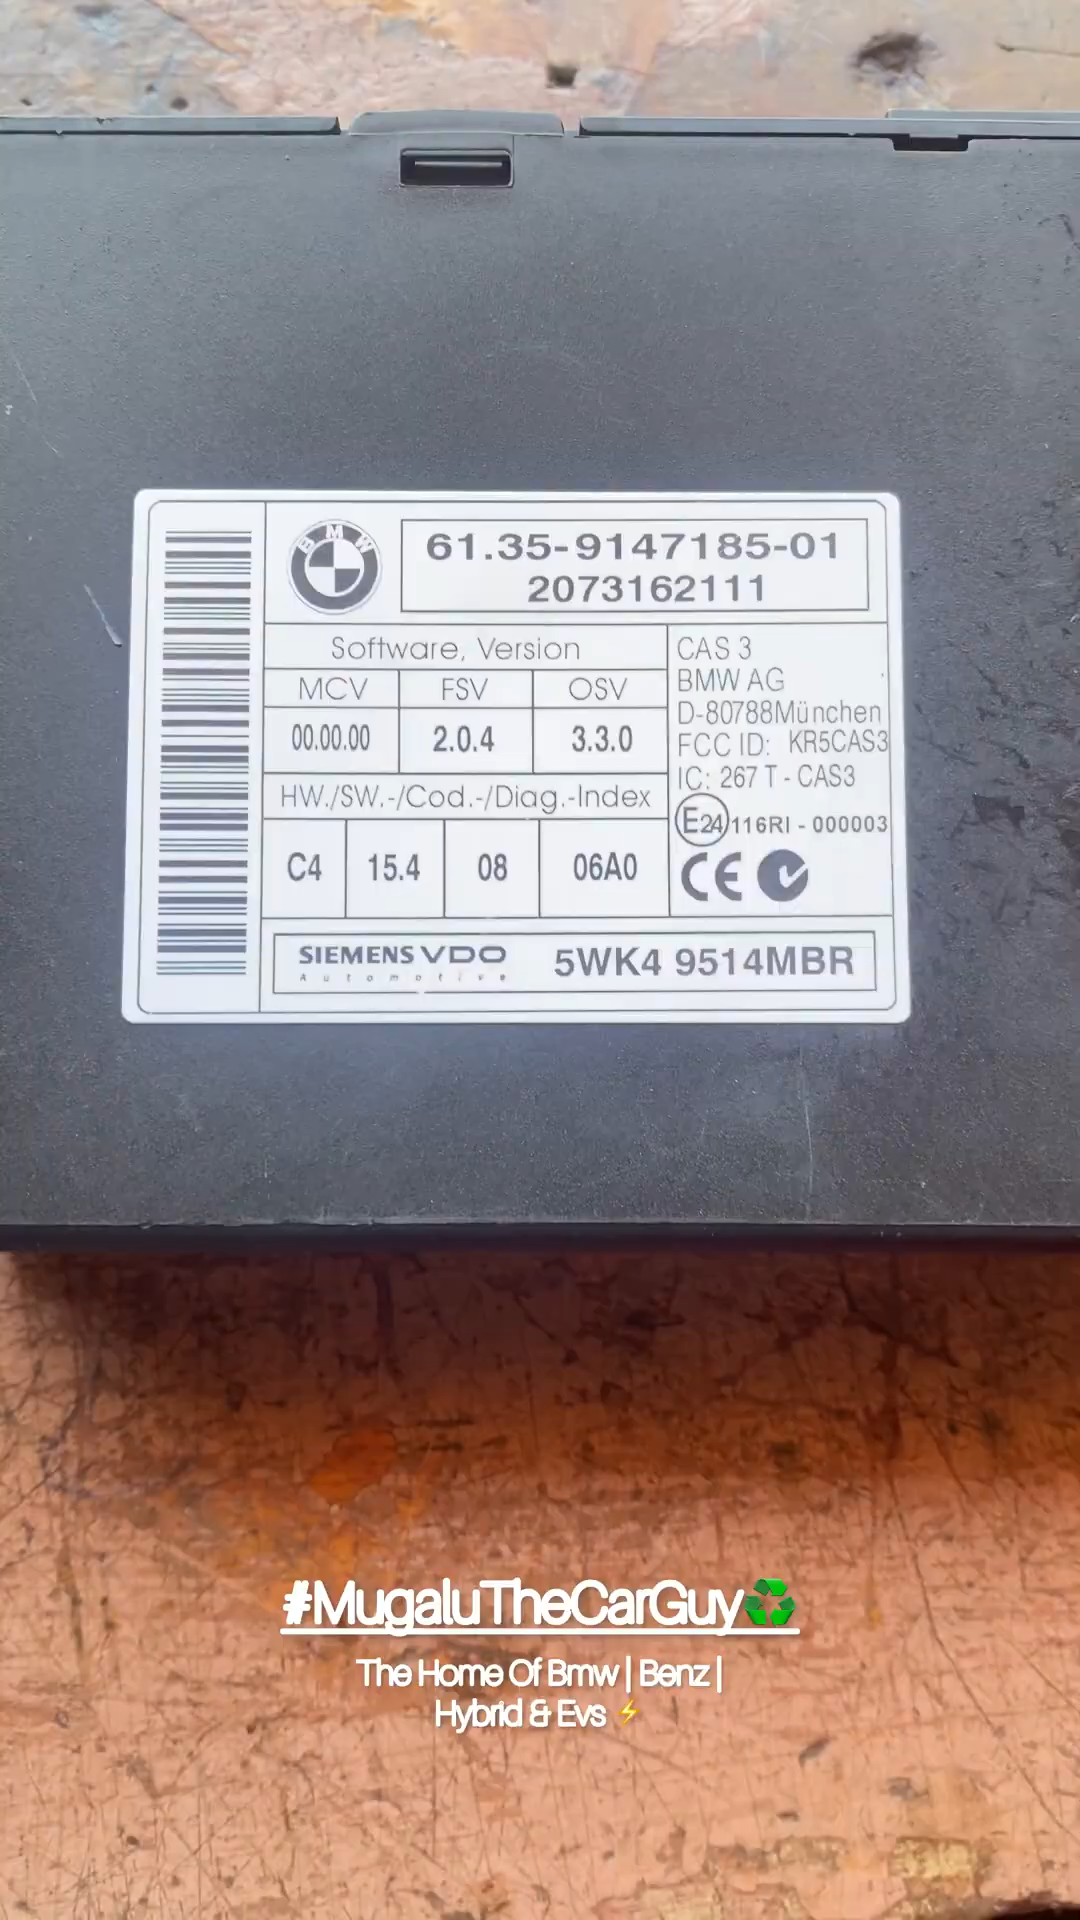 BMW
61.35-9147185-01
2073162111
Software, Version
MCV FSV OSV
00.00.00 2.0.4 3.3.0
HW./SW.-/Cod.-/Diag.-Index
C4 15.4 08 06A0
CAS 3
BMW AG
D-80788München
FCC ID: KR5CAS3
IC: 267 T - CAS3
E24 116RI - 000003
CE
SIEMENS VDO
Automotive
5WK4 9514MBR
#MugaluTheCarGuy♻️
The Home Of Bmw | Benz |
Hybrid & Evs ⚡